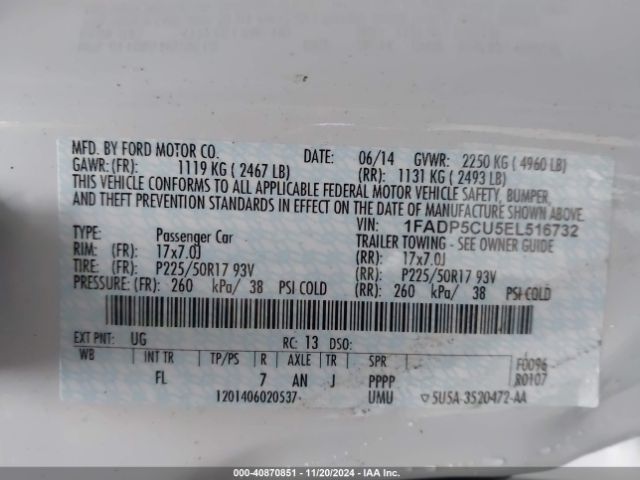 MFD. BY FORD MOTOR CO. DATE: 06/14 GVWR: 2250 KG ( 4960 LB)
GAWR: (FR): 1119 KG ( 2467 LB) (RR): 1131 KG ( 2493 LB)
THIS VEHICLE CONFORMS TO ALL APPLICABLE FEDERAL MOTOR VEHICLE SAFETY, BUMPER,
AND THEFT PREVENTION STANDARDS IN EFFECT ON THE DATE OF MANUFACTURE SHOWN ABOVE.
VIN: 1FADP5CU5EL516732
TYPE: Passenger Car TRAILER TOWING - SEE OWNER GUIDE
RIM: (FR): 17x7.0J (RR): 17x7.0J
TIRE: (FR): P225/50R17 93V (RR): P225/50R17 93V
PRESSURE: (FR): 260 kPa/ 38 PSI COLD (RR): 260 kPa/ 38 PSI COLD
EXT PNT: UG RC: 13 DSO:
WB INT TR TP/PS R AXLE TR SPR F0096
FL 7 AN J PPPP R0107
1201406020537 UMU ▽5U5A-3520472-AA
000-40870851 | 11/20/2024 | IAA Inc.